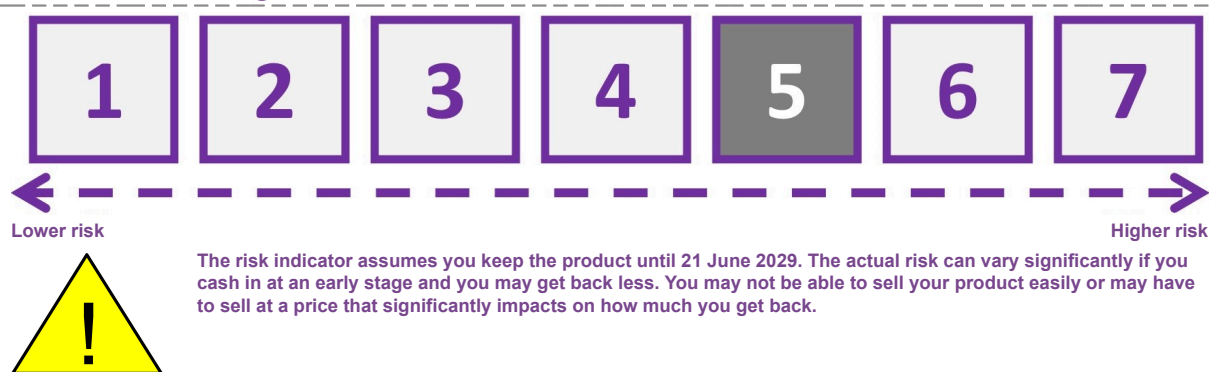 1 2 3 4 5 6 7
Lower risk Higher risk
The risk indicator assumes you keep the product until 21 June 2029. The actual risk can vary significantly if you
cash in at an early stage and you may get back less. You may not be able to sell your product easily or may have
to sell at a price that significantly impacts on how much you get back.
!